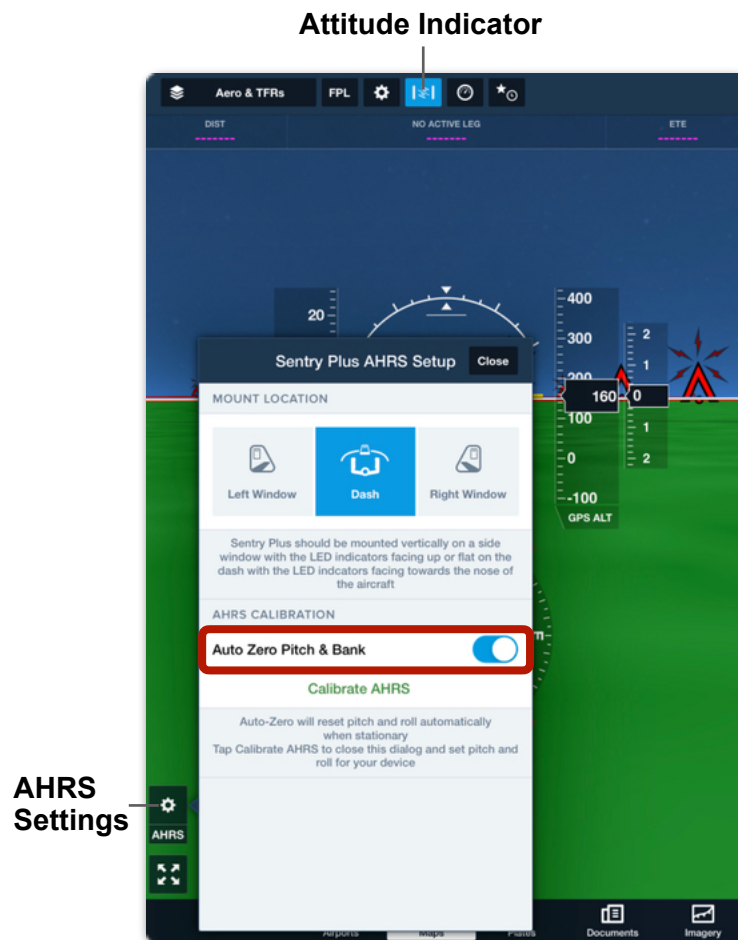 Attitude Indicator
Aero & TFRs
FPL
DIST
NO ACTIVE LEG
ETE
-------
-------
-------
400
20
300
2
Sentry Plus AHRS Setup
Close
1
200
MOUNT LOCATION
160
0
100
1
Left Window
Dash
Right Window
0
2
-100
GPS ALT
Sentry Plus should be mounted vertically on a side
window with the LED indicators facing up or flat on the
dash with the LED indcators facing towards the nose of
the aircraft
AHRS CALIBRATION
Auto Zero Pitch & Bank
E
Calibrate AHRS
Auto-Zero will reset pitch and roll automatically
when stationary
Tap Calibrate AHRS to close this dialog and set pitch and
roll for your device
AHRS
Settings
AHRS
Airports
Maps
Plates
Documents
Imagery